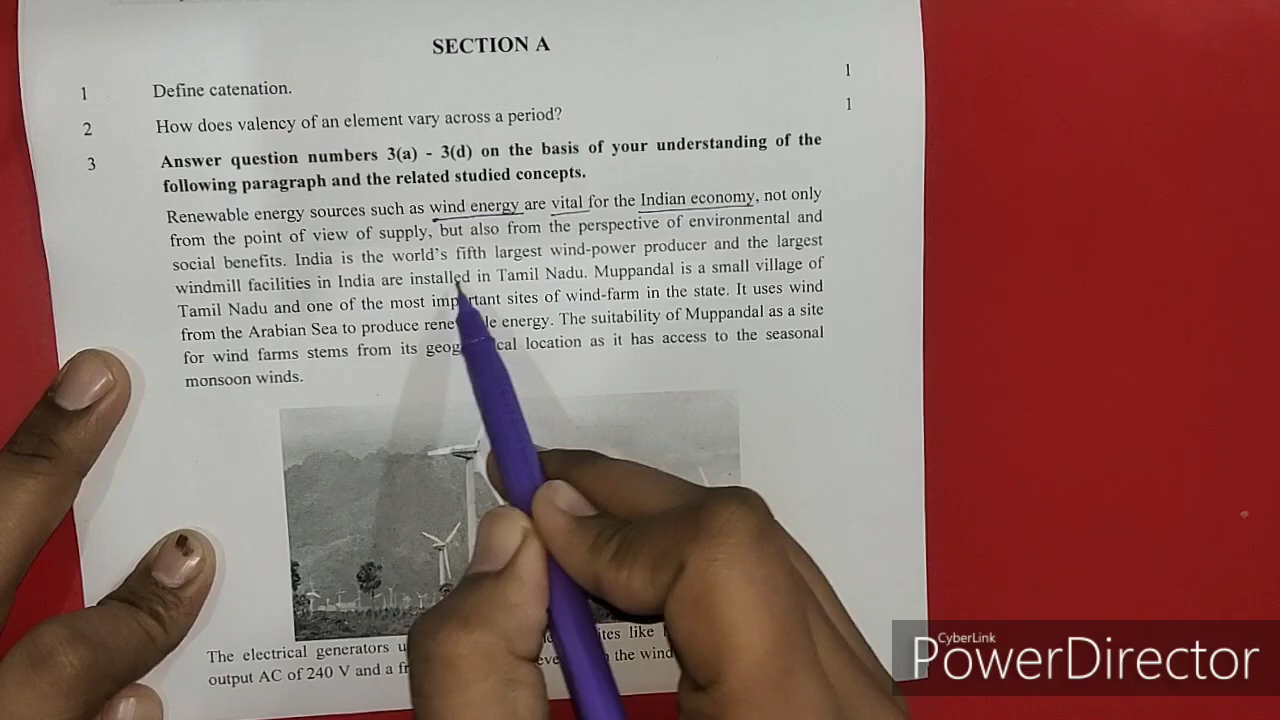 SECTION A
1 Define catenation. 1
2 How does valency of an element vary across a period? 1
3 Answer question numbers 3(a) - 3(d) on the basis of your understanding of the
following paragraph and the related studied concepts.
Renewable energy sources such as wind energy are vital for the Indian economy, not only
from the point of view of supply, but also from the perspective of environmental and
social benefits. India is the world's fifth largest wind-power producer and the largest
windmill facilities in India are installed in Tamil Nadu. Muppandal is a small village of
Tamil Nadu and one of the most important sites of wind-farm in the state. It uses wind
from the Arabian Sea to produce renewable energy. The suitability of Muppandal as a site
for wind farms stems from its geographical location as it has access to the seasonal
monsoon winds.
The electrical generators ites like
output AC of 240 V and a the wind
CyberLink
PowerDirector